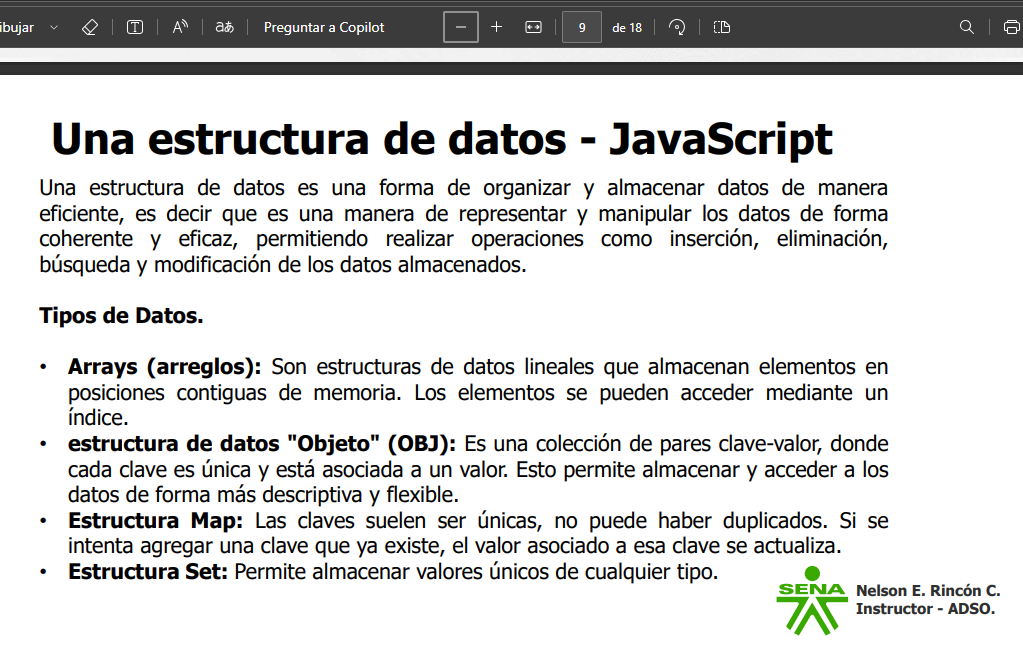 ibujar
Preguntar a Copilot
9
de 18
Una estructura de datos - JavaScript
Una estructura de datos es una forma de organizar y almacenar datos de manera
eficiente, es decir que es una manera de representar y manipular los datos de forma
coherente y eficaz, permitiendo realizar operaciones como inserción, eliminación,
búsqueda y modificación de los datos almacenados.
Tipos de Datos.
• Arrays (arreglos): Son estructuras de datos lineales que almacenan elementos en
posiciones contiguas de memoria. Los elementos se pueden acceder mediante un
índice.
• estructura de datos "Objeto" (OBJ): Es una colección de pares clave-valor, donde
cada clave es única y está asociada a un valor. Esto permite almacenar y acceder a los
datos de forma más descriptiva y flexible.
• Estructura Map: Las claves suelen ser únicas, no puede haber duplicados. Si se
intenta agregar una clave que ya existe, el valor asociado a esa clave se actualiza.
• Estructura Set: Permite almacenar valores únicos de cualquier tipo.
SENA
Nelson E. Rincón C.
Instructor - ADSO.